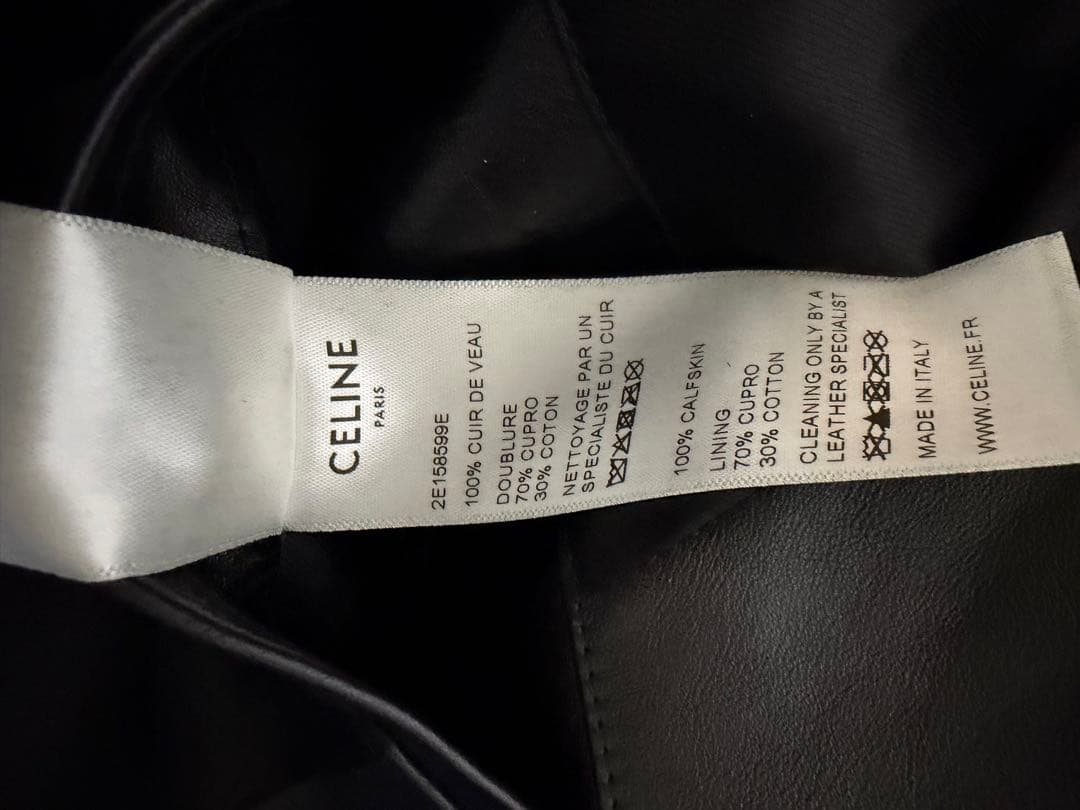 CELINE
PARIS
2E158599E
100% CUIR DE VEAU
DOUBLURE
70% CUPRO
30% COTON
NETTOYAGE PAR UN
SPECIALISTE DU CUIR
100% CALFSKIN
LINING
70% CUPRO
30% COTTON
CLEANING ONLY BY A
LEATHER SPECIALIST
MADE IN ITALY
WWW.CELINE.FR